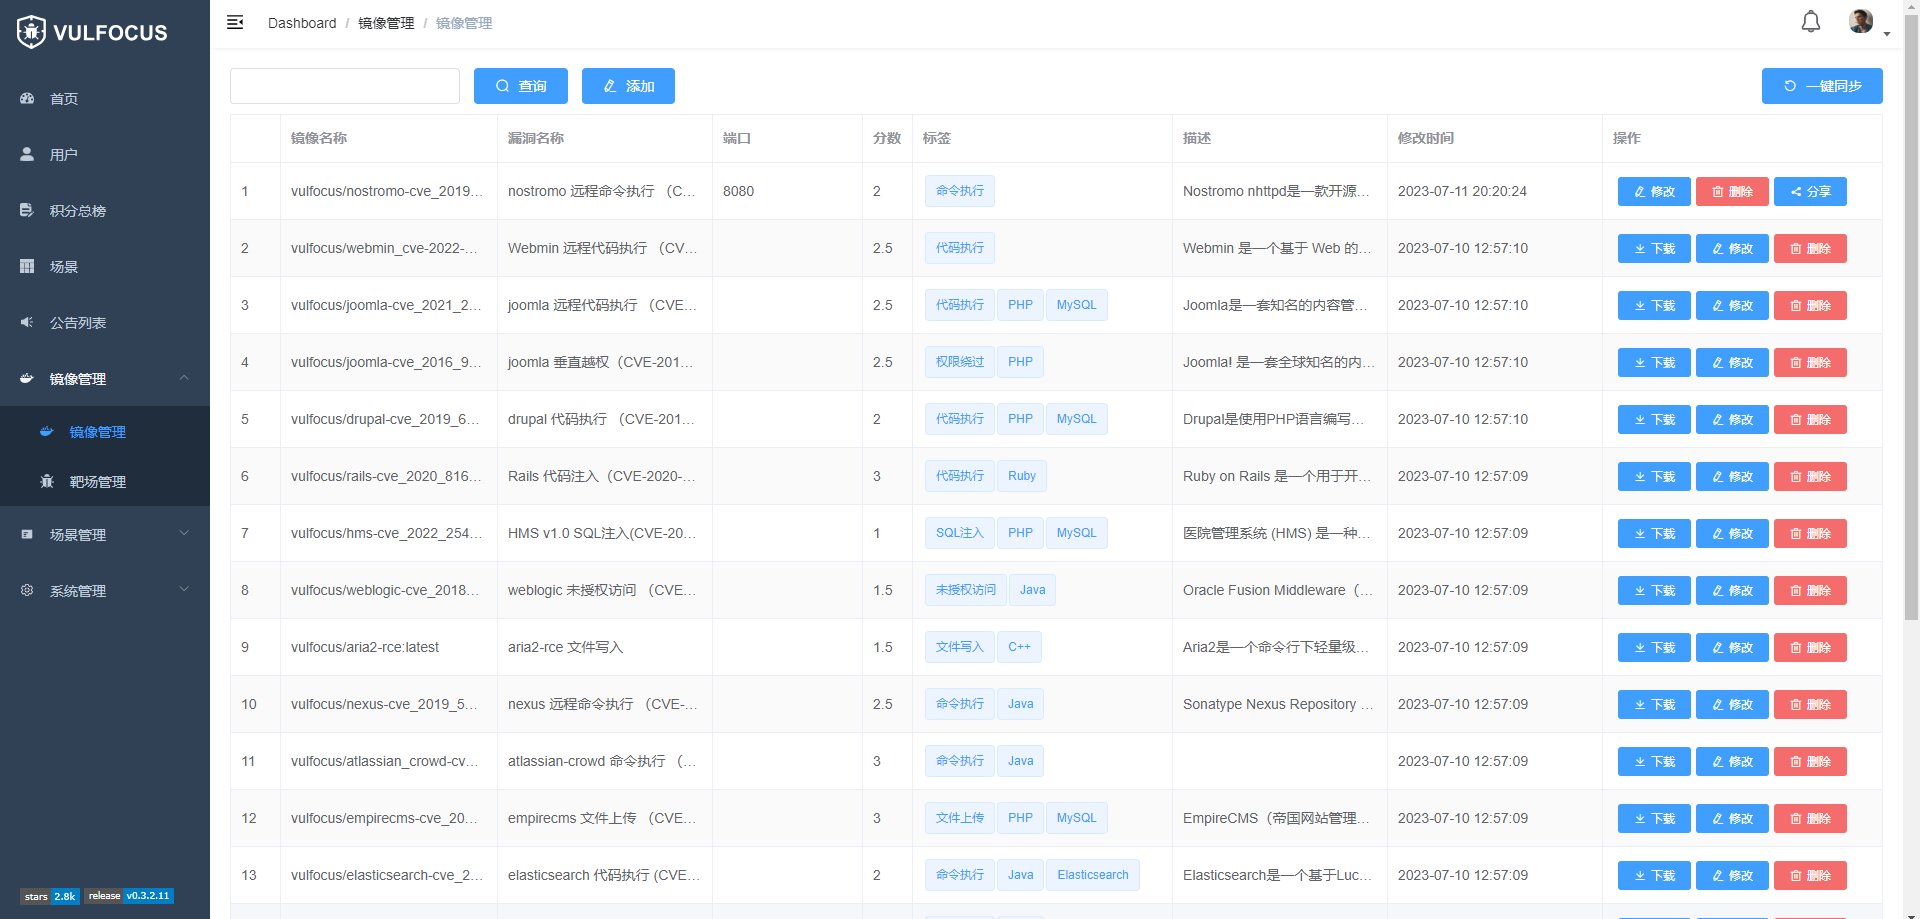 VULFOCUS
Dashboard / 镜像管理 / 镜像管理
首页
用户
积分总榜
场景
公告列表
镜像管理
镜像管理
靶场管理
场景管理
系统管理
stars 2.8k release v0.3.2.11
查询 添加 一键同步
镜像名称 漏洞名称 端口 分数 标签 描述 修改时间 操作
1 vulfocus/nostromo-cve_2019... nostromo 远程命令执行 （C... 8080 2 命令执行 Nostromo nhttpd是一款开源... 2023-07-11 20:20:24 修改 删除 分享
2 vulfocus/webmin_cve-2022-... Webmin 远程代码执行 （CV... 2.5 代码执行 Webmin 是一个基于 Web 的... 2023-07-10 12:57:10 下载 修改 删除
3 vulfocus/joomla-cve_2021_2... joomla 远程代码执行 （CVE... 2.5 代码执行 PHP MySQL Joomla是一套知名的内容管... 2023-07-10 12:57:10 下载 修改 删除
4 vulfocus/joomla-cve_2016_9... joomla 垂直越权（CVE-201... 2.5 权限绕过 PHP Joomla! 是一套全球知名的内... 2023-07-10 12:57:10 下载 修改 删除
5 vulfocus/drupal-cve_2019_6... drupal 代码执行 （CVE-201... 2 代码执行 PHP MySQL Drupal是使用PHP语言编写... 2023-07-10 12:57:10 下载 修改 删除
6 vulfocus/rails-cve_2020_816... Rails 代码注入（CVE-2020-... 3 代码执行 Ruby Ruby on Rails 是一个用于开... 2023-07-10 12:57:09 下载 修改 删除
7 vulfocus/hms-cve_2022_254... HMS v1.0 SQL注入(CVE-20... 1 SQL注入 PHP MySQL 医院管理系统 (HMS) 是一种... 2023-07-10 12:57:09 下载 修改 删除
8 vulfocus/weblogic-cve_2018... weblogic 未授权访问 （CVE... 1.5 未授权访问 Java Oracle Fusion Middleware（... 2023-07-10 12:57:09 下载 修改 删除
9 vulfocus/aria2-rce:latest aria2-rce 文件写入 1.5 文件写入 C++ Aria2是一个命令行下轻量级... 2023-07-10 12:57:09 下载 修改 删除
10 vulfocus/nexus-cve_2019_5... nexus 远程命令执行 （CVE-... 2.5 命令执行 Java Sonatype Nexus Repository ... 2023-07-10 12:57:09 下载 修改 删除
11 vulfocus/atlassian_crowd-cv... atlassian-crowd 命令执行 （... 3 命令执行 Java 2023-07-10 12:57:09 下载 修改 删除
12 vulfocus/empirecms-cve_20... empirecms 文件上传 （CVE... 3 文件上传 PHP MySQL EmpireCMS（帝国网站管理... 2023-07-10 12:57:09 下载 修改 删除
13 vulfocus/elasticsearch-cve_2... elasticsearch 代码执行 (CVE... 2 命令执行 Java Elasticsearch Elasticsearch是一个基于Luc... 2023-07-10 12:57:09 下载 修改 删除